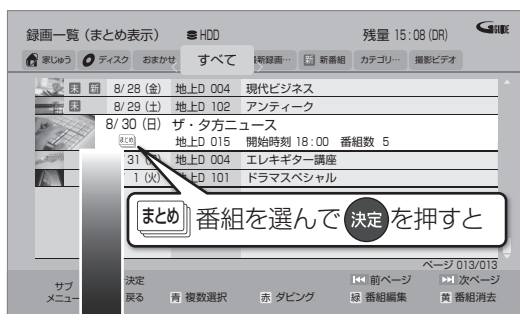 録画一覧(まとめ表示) HDD 残量 15:08(DR) GGUIDE
家じゅう ディスク おまかせ すべて 最新録画… 新 新番組 カテゴリ… 撮影ビデオ
未 新 8/28(金) 地上D 004 現代ビジネス
未 8/29(土) 地上D 102 アンティーク
8/30(日) ザ・夕方ニュース
まとめ 地上D 015 開始時刻 18:00 番組数 5
31 地上D 004 エレキギター講座
1(火) 地上D 101 ドラマスペシャル
まとめ 番組を選んで 決定 を押すと
ページ 013/013
サブメニュー 決定 戻る 青 複数選択 赤 ダビング 前ページ 次ページ 緑 番組編集 黄 番組消去